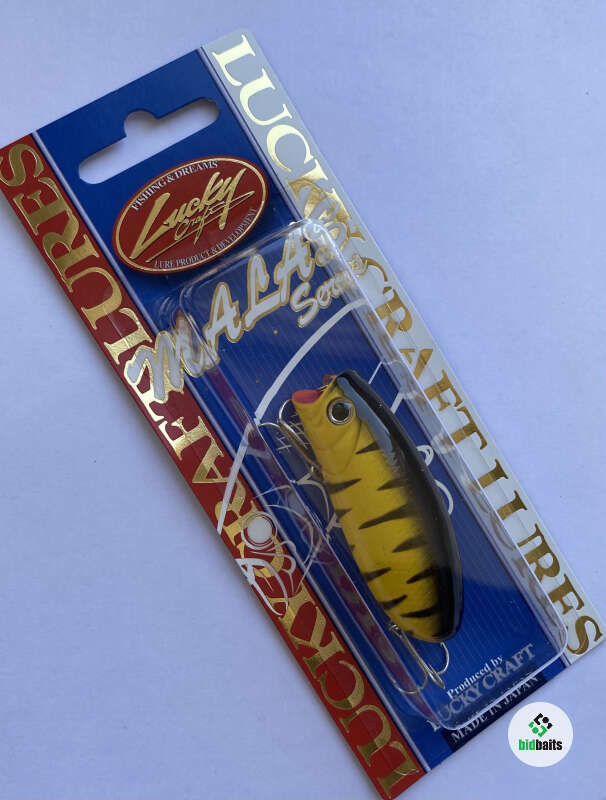 FISHING & DREAMS
Lucky
Craft
LURE PRODUCT & DEVELOPMENT
LUCKY CRAFT LURES
LUCKY CRAFT LURES
MALAS
Series
Produced by
LUCKY CRAFT
MADE IN JAPAN
bidbaits